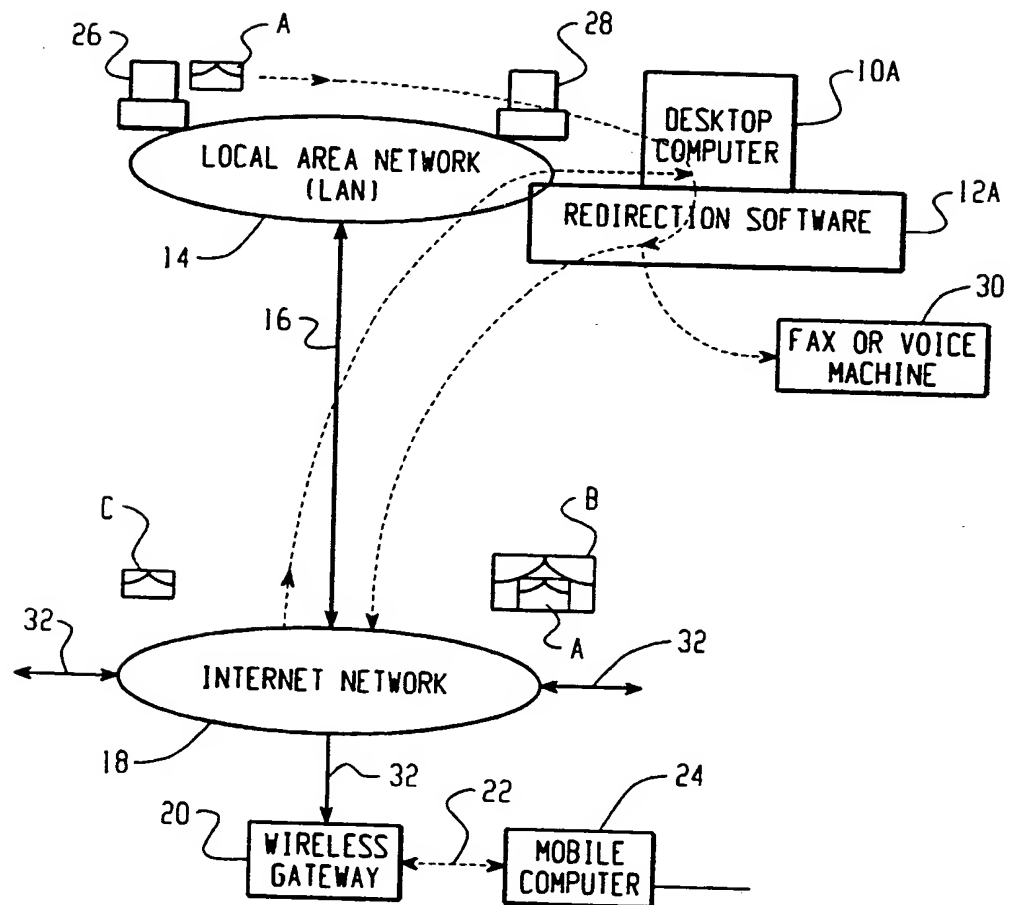 26
A
28
10A
DESKTOP
COMPUTER
LOCAL AREA NETWORK
(LAN)
REDIRECTION SOFTWARE
12A
14
16
30
FAX OR VOICE
MACHINE
C
B
A
32
32
INTERNET NETWORK
18
32
20
22
24
WIRELESS
GATEWAY
MOBILE
COMPUTER